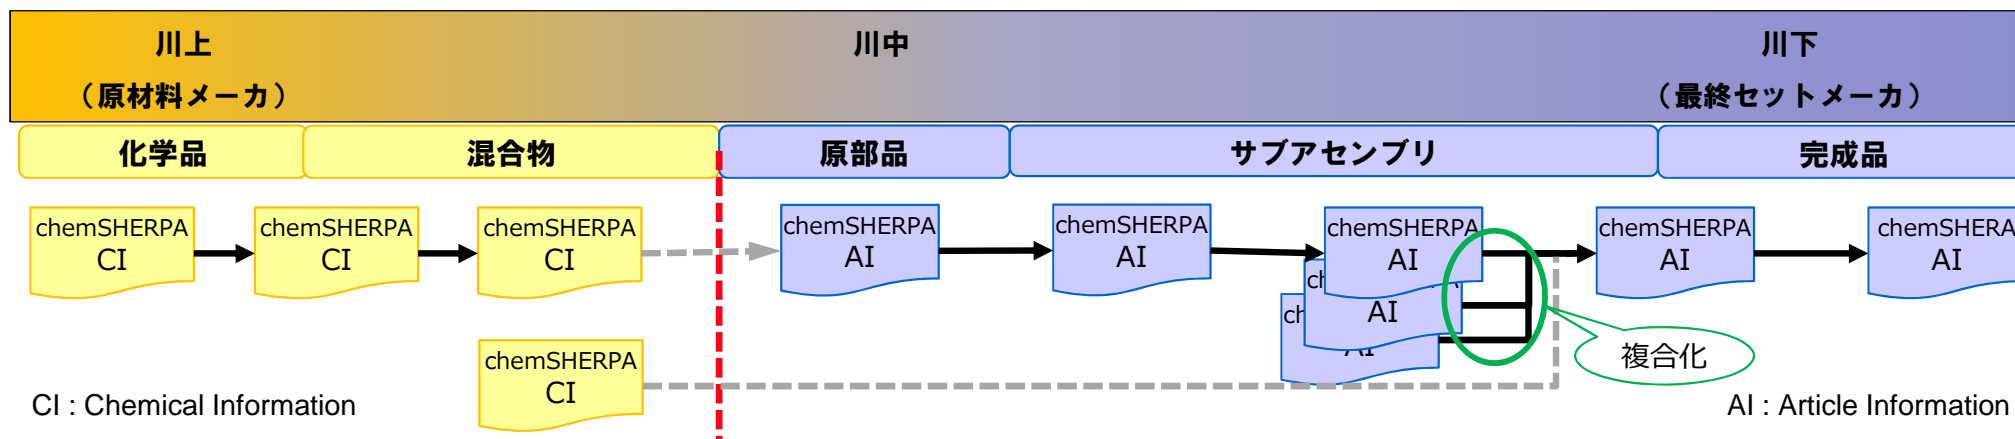 川上
(原材料メーカ)
川中
川下
(最終セットメーカ)
化学品
混合物
原部品
サブアセンブリ
完成品
chemSHERPA
CI
chemSHERPA
CI
chemSHERPA
CI
chemSHERPA
AI
chemSHERPA
AI
chemSHERPA
AI
ch
AI
ch
AI
chemSHERPA
AI
chemSHERA
AI
複合化
chemSHERPA
CI
CI : Chemical Information
AI : Article Information